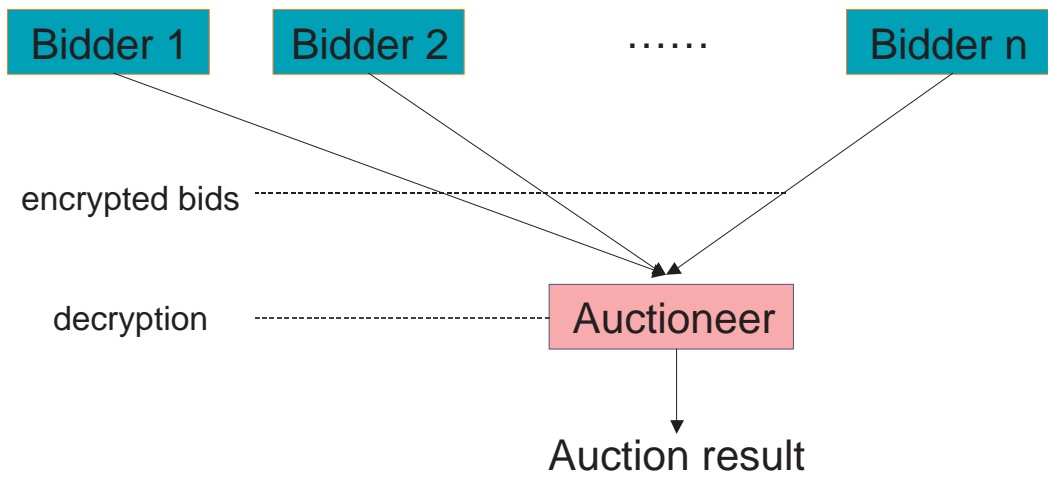 Bidder 1
Bidder 2
......
Bidder n
encrypted bids
decryption
Auctioneer
Auction result